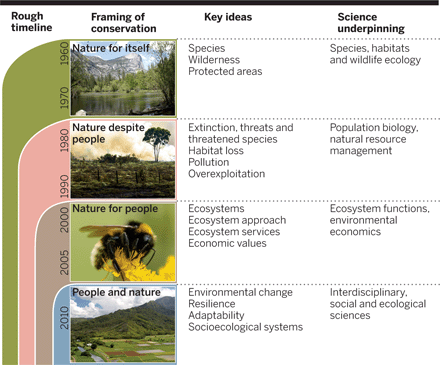 Rough timeline
Framing of conservation
Key ideas
Science underpinning
1960
1970
Nature for itself
Species
Wilderness
Protected areas
Species, habitats
and wildlife ecology
1980
1990
Nature despite
people
Extinction, threats and
threatened species
Habitat loss
Pollution
Overexploitation
Population biology,
natural resource
management
2000
2005
Nature for people
Ecosystems
Ecosystem approach
Ecosystem services
Economic values
Ecosystem functions,
environmental
economics
2010
People and nature
Environmental change
Resilience
Adaptability
Socioecological systems
Interdisciplinary,
social and ecological
sciences